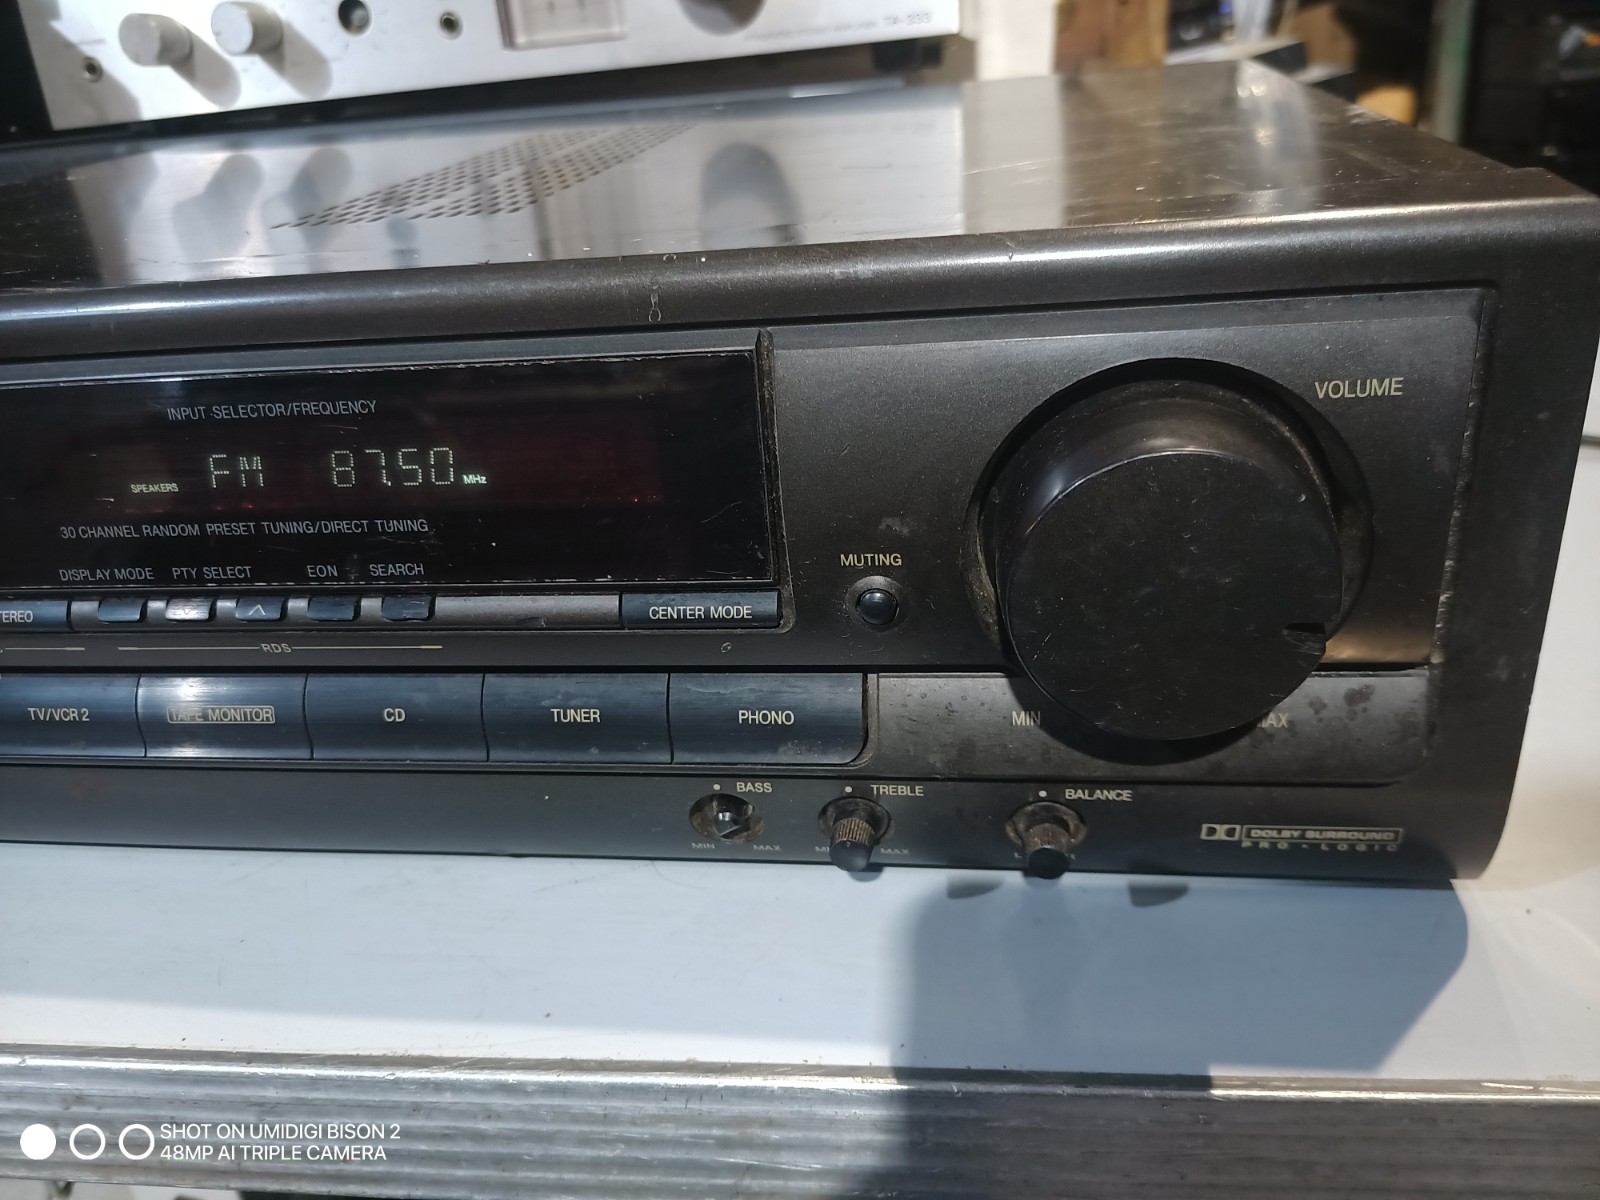 TX-333
VOLUME
INPUT SELECTOR/FREQUENCY
SPEAKERS FM 87.50 MHz
30 CHANNEL RANDOM PRESET TUNING/DIRECT TUNING
DISPLAY MODE PTY SELECT EON SEARCH
MUTING
CENTER MODE
RDS
TV/VCR 2 TAPE MONITOR CD TUNER PHONO
MIN
BASS TREBLE BALANCE
MIN MAX MAX
DOLBY SURROUND
PRO • LOGIC
SHOT ON UMIDIGI BISON 2
48MP AI TRIPLE CAMERA